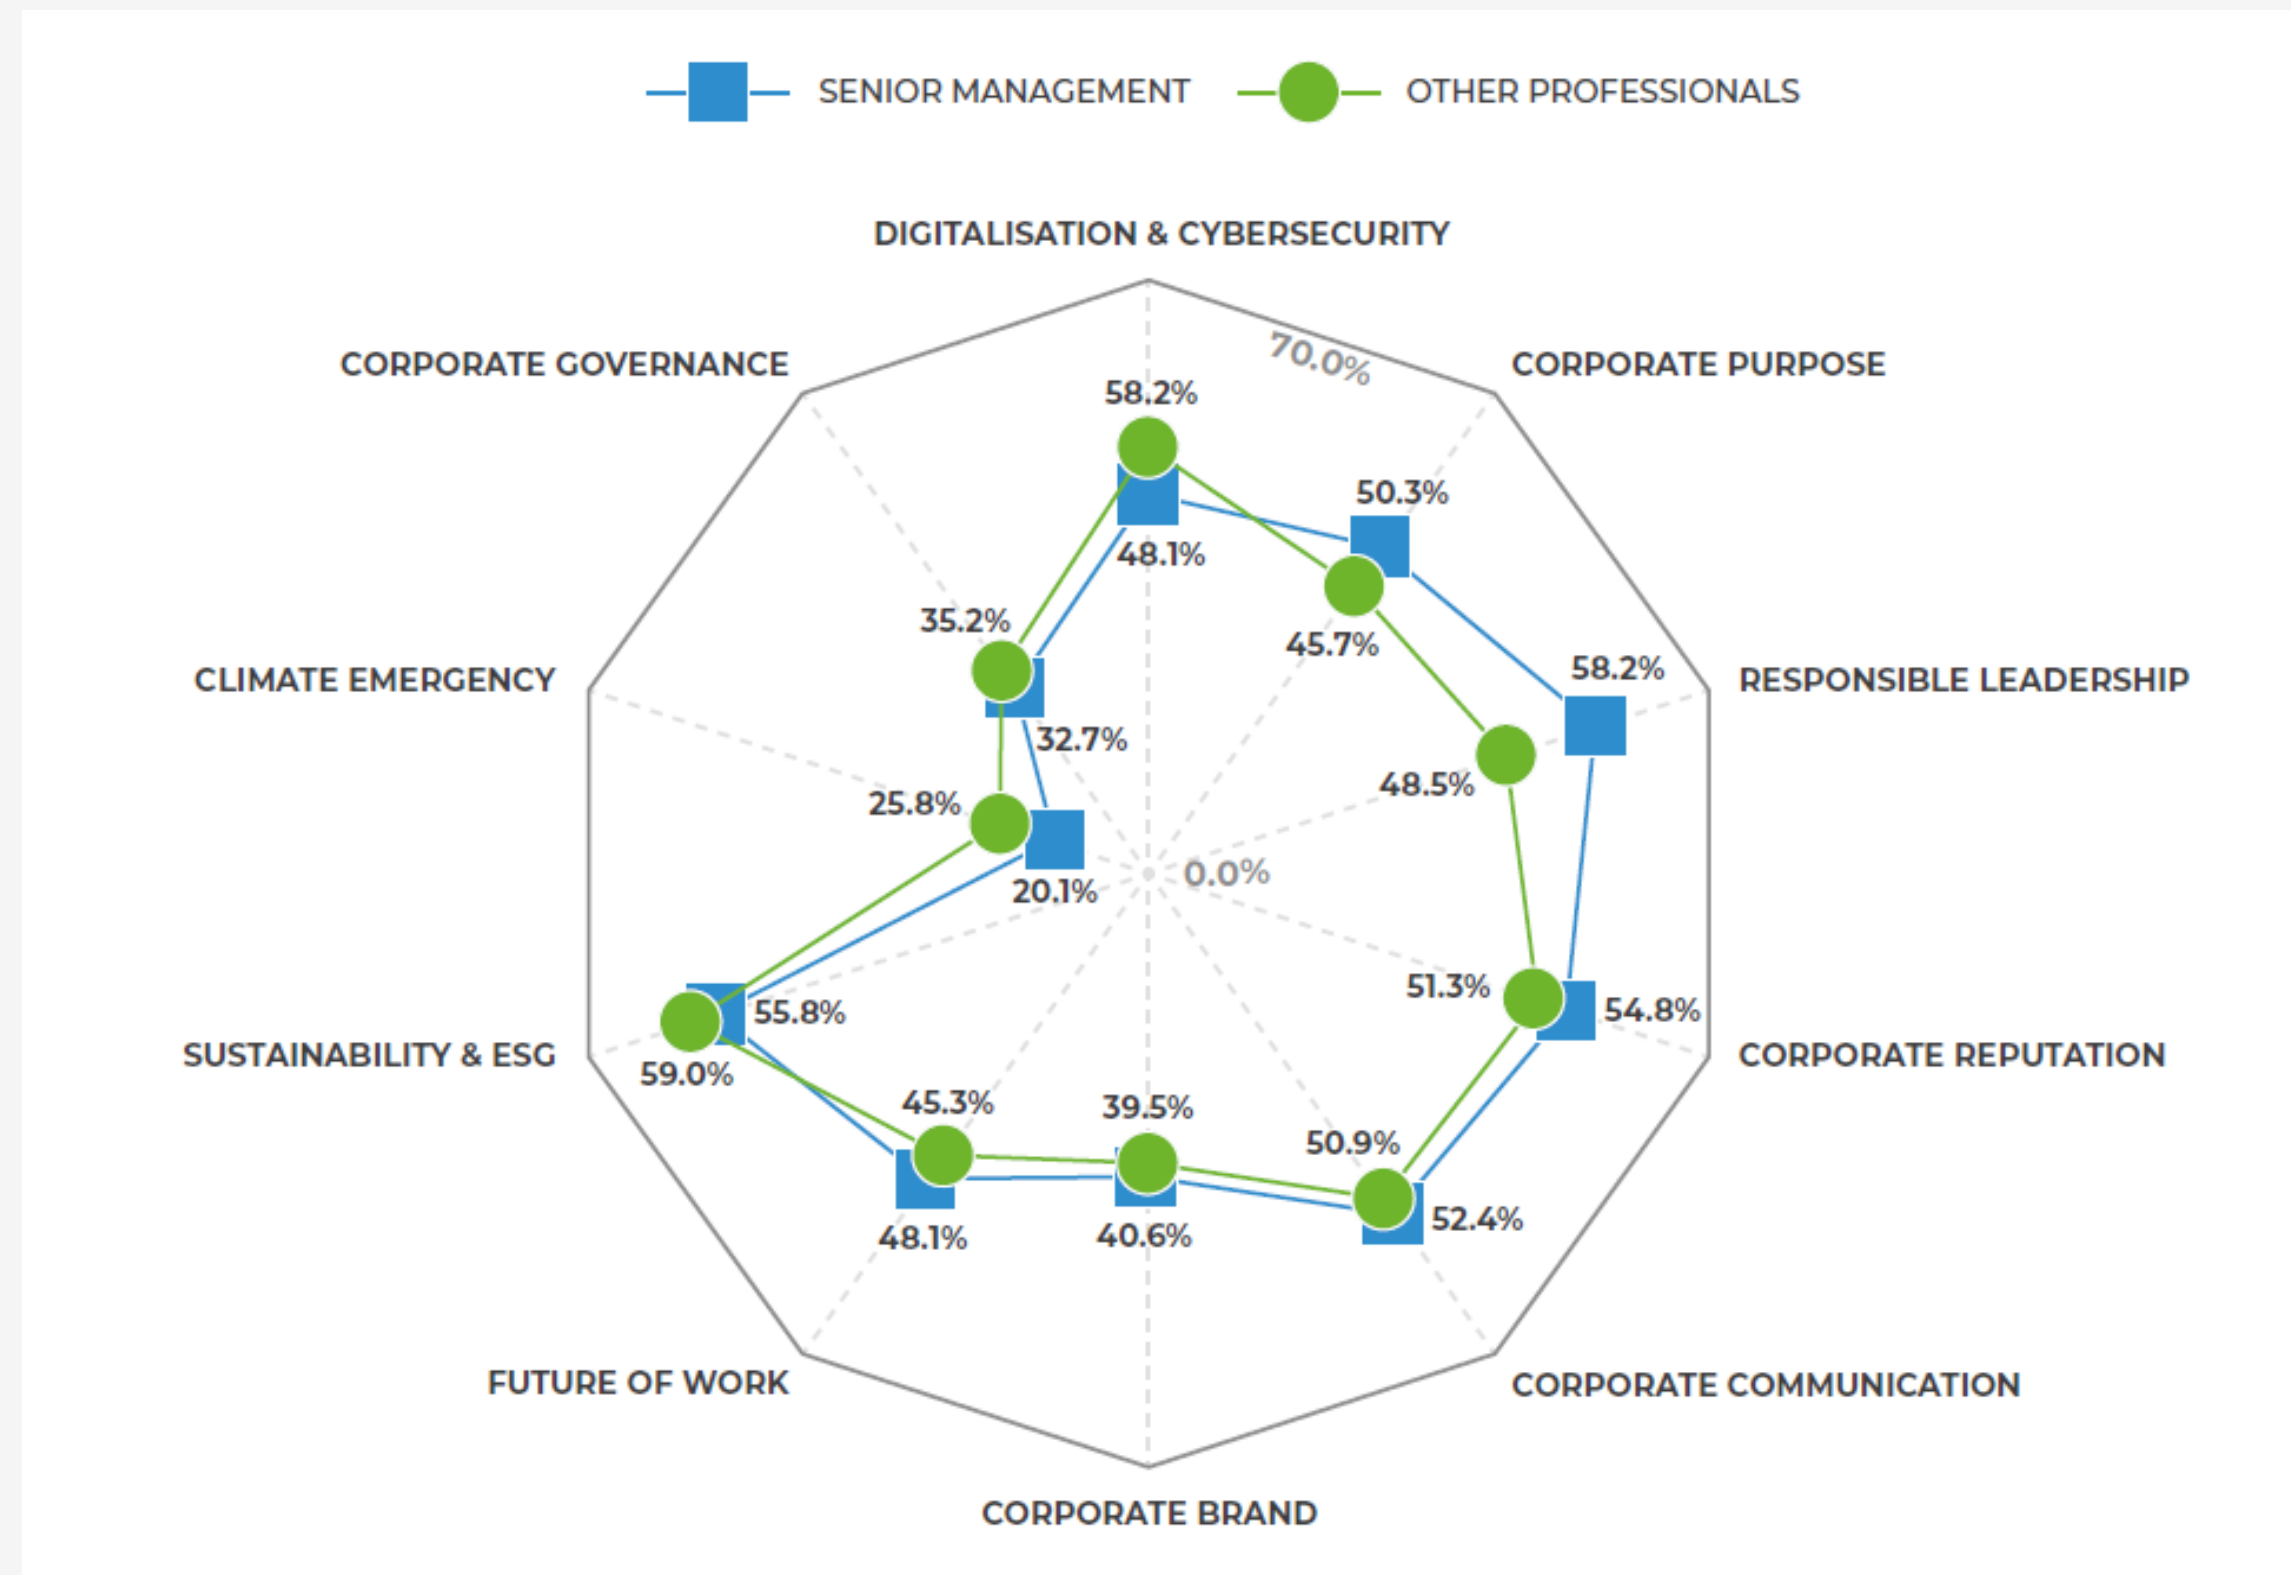 SENIOR MANAGEMENT
OTHER PROFESSIONALS
DIGITALISATION & CYBERSECURITY
70.0%
CORPORATE GOVERNANCE
CORPORATE PURPOSE
58.2%
50.3%
48.1%
35.2%
45.7%
58.2%
CLIMATE EMERGENCY
RESPONSIBLE LEADERSHIP
32.7%
48.5%
25.8%
0.0%
20.1%
51.3%
55.8%
54.8%
SUSTAINABILITY & ESG
CORPORATE REPUTATION
59.0%
45.3%
39.5%
50.9%
52.4%
48.1%
40.6%
FUTURE OF WORK
CORPORATE COMMUNICATION
CORPORATE BRAND